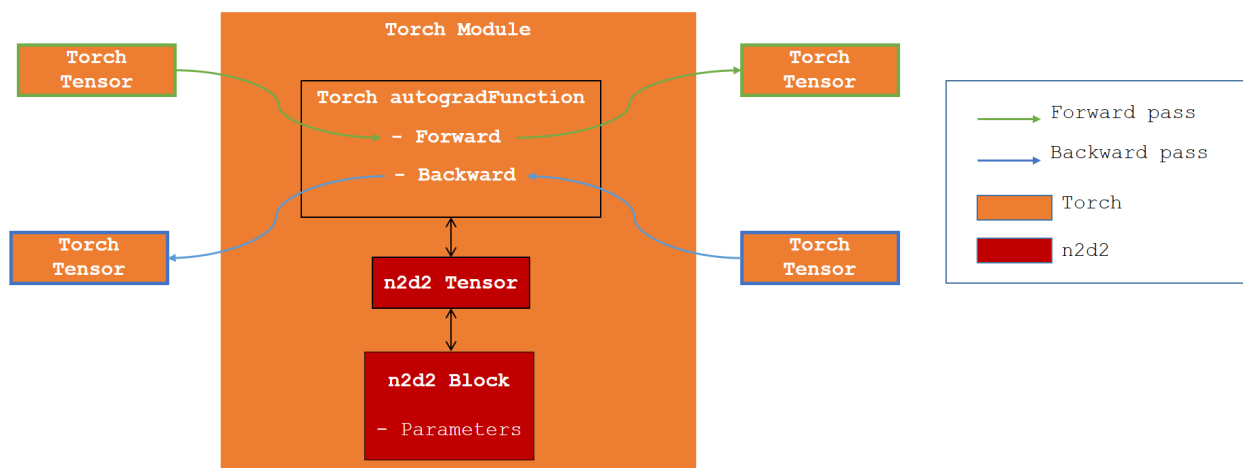 Torch Module
Torch
Tensor
Torch
Tensor
Torch autogradFunction
- Forward
- Backward
Torch
Tensor
Torch
Tensor
n2d2 Tensor
n2d2 Block
- Parameters
Forward pass
Backward pass
Torch
n2d2